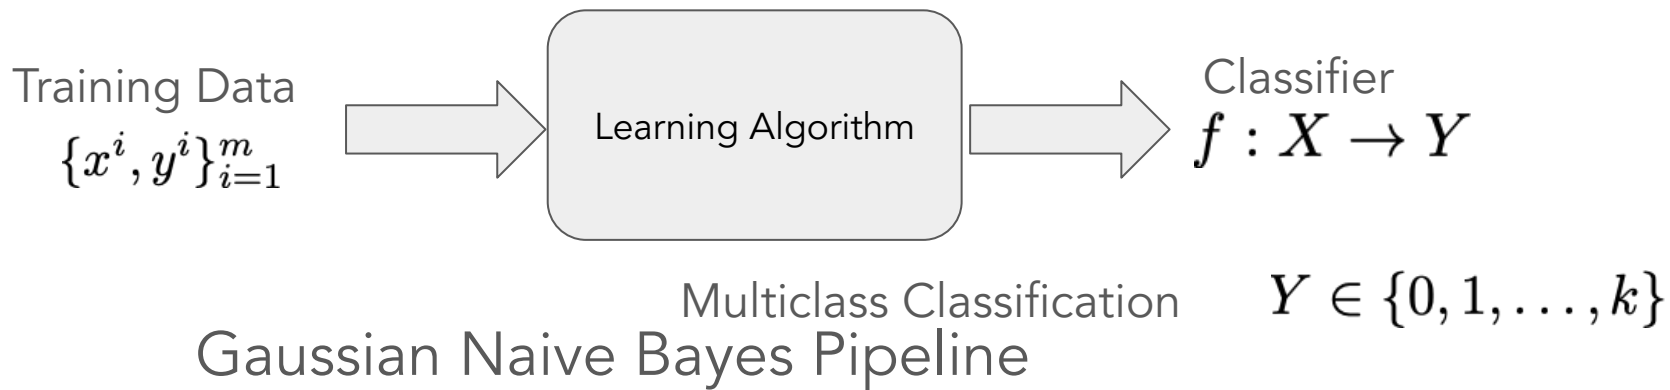 Training Data
{x^i, y^i}_{i=1}^m
Learning Algorithm
Classifier
f : X → Y
Multiclass Classification
Y ∈ {0, 1, . . . , k}
Gaussian Naive Bayes Pipeline